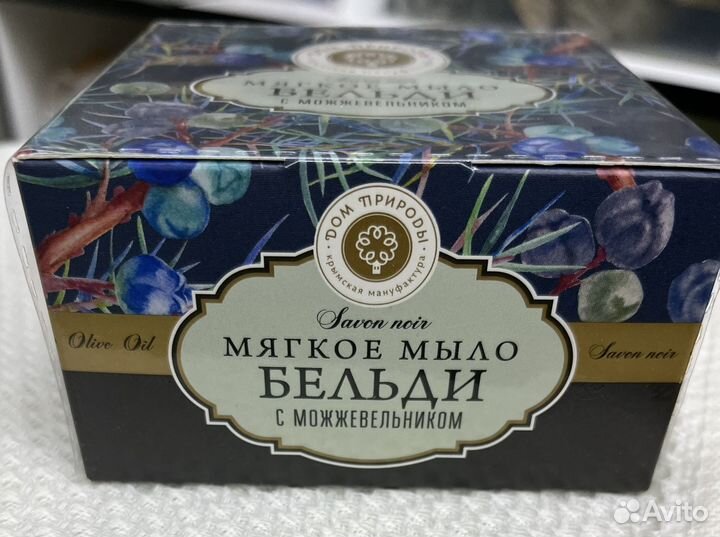 МЯГКОЕ МЫЛО
БЕЛЬДИ
С МОЖЖЕВЕЛЬНИКОМ
ДОМ ПРИРОДЫ
крымская мануфактура
Savon noir
Olive Oil
МЯГКОЕ МЫЛО
БЕЛЬДИ
С МОЖЖЕВЕЛЬНИКОМ
Savon noir
Avito